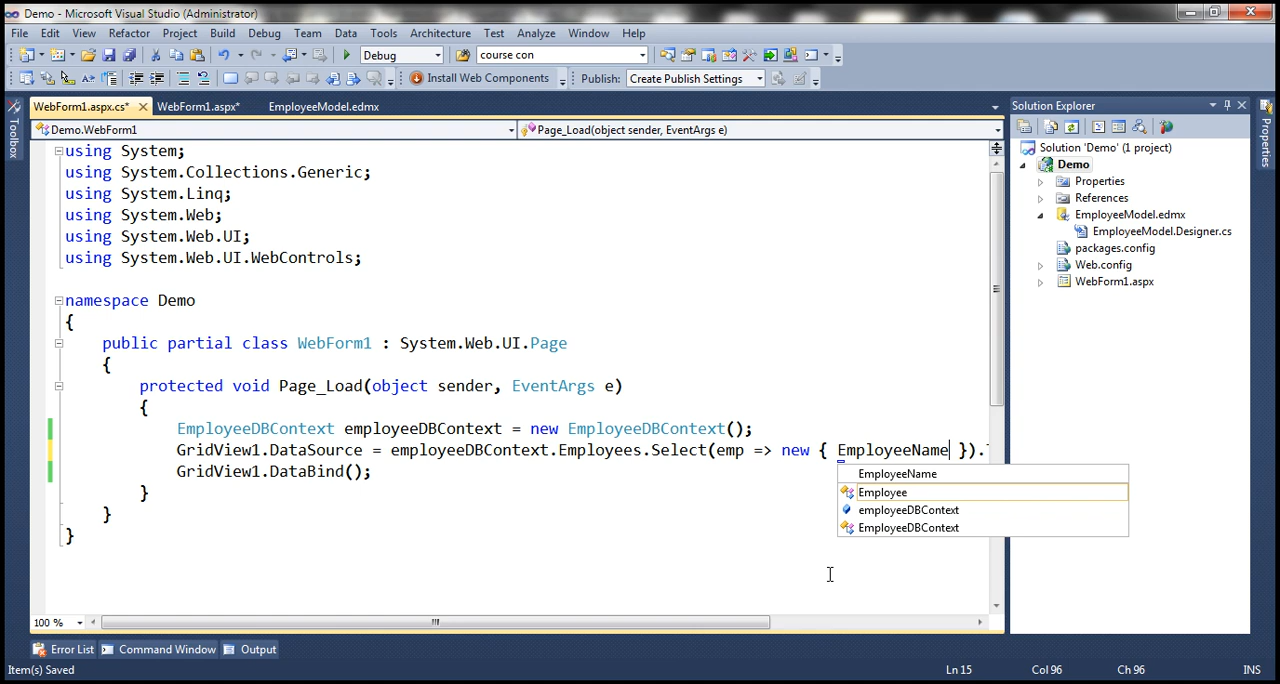 Demo - Microsoft Visual Studio (Administrator)
File Edit View Refactor Project Build Debug Team Data Tools Architecture Test Analyze Window Help
Debug course con
Install Web Components Publish: Create Publish Settings
WebForm1.aspx.cs* WebForm1.aspx* EmployeeModel.edmx
Demo.WebForm1 Page_Load(object sender, EventArgs e)
Toolbox
using System;
using System.Collections.Generic;
using System.Linq;
using System.Web;
using System.Web.UI;
using System.Web.UI.WebControls;
namespace Demo
{
public partial class WebForm1 : System.Web.UI.Page
{
protected void Page_Load(object sender, EventArgs e)
{
EmployeeDBContext employeeDBContext = new EmployeeDBContext();
GridView1.DataSource = employeeDBContext.Employees.Select(emp => new { EmployeeName }).
GridView1.DataBind();
}
}
}
EmployeeName
Employee
employeeDBContext
EmployeeDBContext
100 %
Solution Explorer
Solution 'Demo' (1 project)
Demo
Properties
References
EmployeeModel.edmx
EmployeeModel.Designer.cs
packages.config
Web.config
WebForm1.aspx
Properties
Error List Command Window Output
Item(s) Saved Ln 15 Col 96 Ch 96 INS